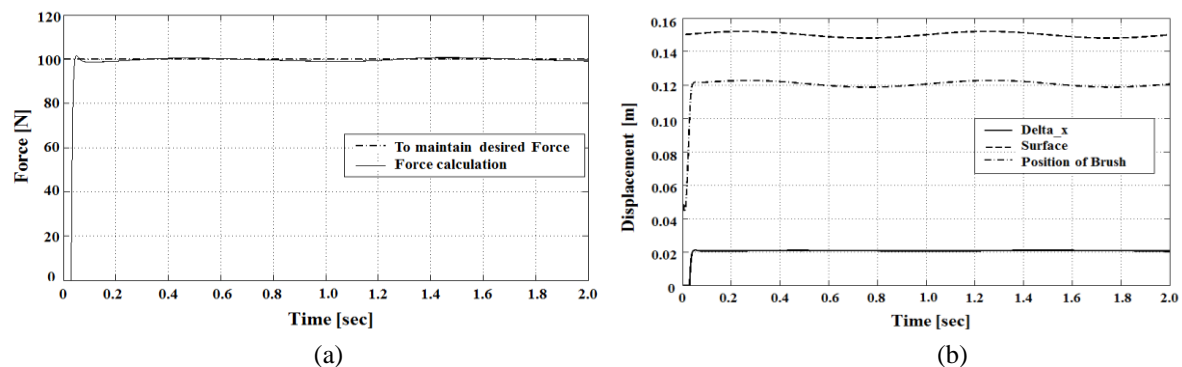 120
100
80
60
40
20
0
Force [N]
To maintain desired Force
Force calculation
0 0.2 0.4 0.6 0.8 1.0 1.2 1.4 1.6 1.8 2.0
Time [sec]
(a)
0.16
0.14
0.12
0.10
0.08
0.06
0.04
0.02
0
Displacement [m]
Delta_x
Surface
Position of Brush
0 0.2 0.4 0.6 0.8 1.0 1.2 1.4 1.6 1.8 2.0
Time [sec]
(b)